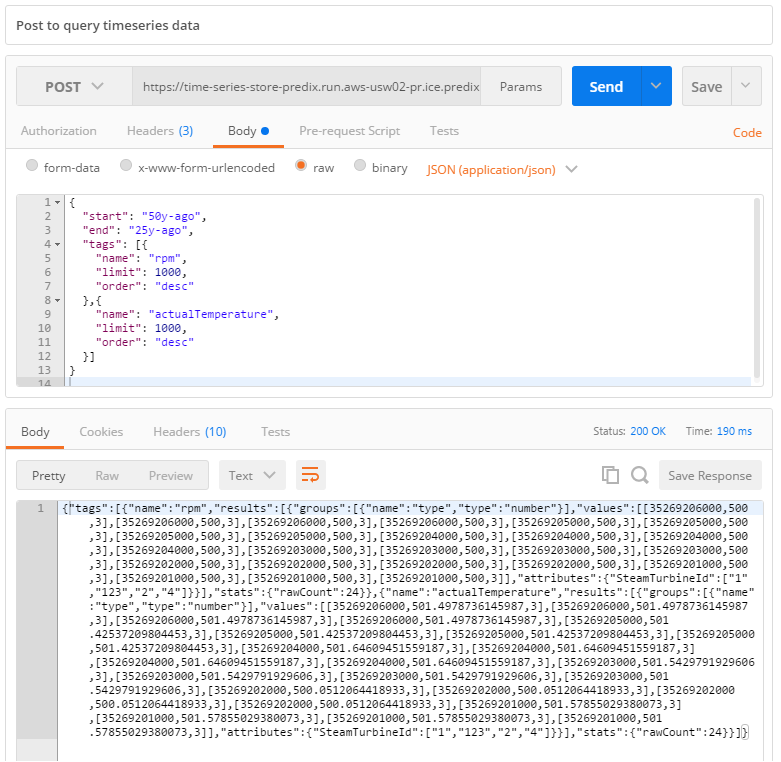 Post to query timeseries data
POST https://time-series-store-predix.run.aws-usw02-pr.ice.predix Params Send Save
Authorization Headers (3) Body Pre-request Script Tests Code
form-data x-www-form-urlencoded raw binary JSON (application/json)
1 {
2 "start": "50y-ago",
3 "end": "25y-ago",
4 "tags": [{
5 "name": "rpm",
6 "limit": 1000,
7 "order": "desc"
8 },{
9 "name": "actualTemperature",
10 "limit": 1000,
11 "order": "desc"
12 }]
13 }
14
Body Cookies Headers (10) Tests Status: 200 OK Time: 190 ms
Pretty Raw Preview Text Save Response
1 {"tags":[{"name":"rpm","results":[{"groups":[{"name":"type","type":"number"}],"values":[[35269206000,500
,3],[35269206000,500,3],[35269206000,500,3],[35269206000,500,3],[35269205000,500,3],[35269205000,500
,3],[35269205000,500,3],[35269205000,500,3],[35269204000,500,3],[35269204000,500,3],[35269204000,500
,3],[35269204000,500,3],[35269203000,500,3],[35269203000,500,3],[35269203000,500,3],[35269203000,500
,3],[35269202000,500,3],[35269202000,500,3],[35269202000,500,3],[35269202000,500,3],[35269201000,500
,3],[35269201000,500,3],[35269201000,500,3],[35269201000,500,3]],"attributes":{"SteamTurbineId":["1"
,"123","2","4"]}}],"stats":{"rawCount":24}},{"name":"actualTemperature","results":[{"groups":[{"name"
:"type","type":"number"}],"values":[[35269206000,501.4978736145987,3],[35269206000,501.4978736145987
,3],[35269206000,501.4978736145987,3],[35269206000,501.4978736145987,3],[35269205000,501
.42537209804453,3],[35269205000,501.42537209804453,3],[35269205000,501.42537209804453,3],[35269205000
,501.42537209804453,3],[35269204000,501.64609451559187,3],[35269204000,501.64609451559187,3]
,[35269204000,501.64609451559187,3],[35269204000,501.64609451559187,3],[35269203000,501.5429791929606
,3],[35269203000,501.5429791929606,3],[35269203000,501.5429791929606,3],[35269203000,501
.5429791929606,3],[35269202000,500.0512064418933,3],[35269202000,500.0512064418933,3],[35269202000
,500.0512064418933,3],[35269202000,500.0512064418933,3],[35269201000,501.57855029380073,3]
,[35269201000,501.57855029380073,3],[35269201000,501.57855029380073,3],[35269201000,501
.57855029380073,3]],"attributes":{"SteamTurbineId":["1","123","2","4"]}}],"stats":{"rawCount":24}}]}